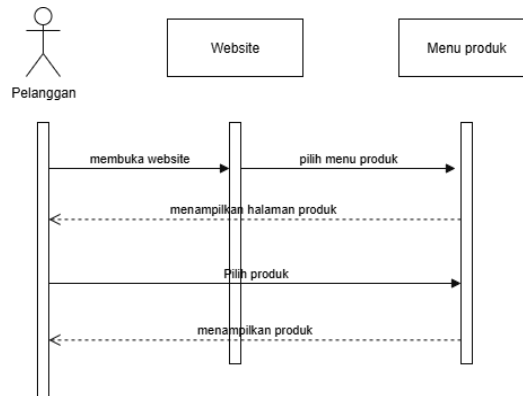 Website
Menu produk
Pelanggan
membuka website
pilih menu produk
menampilkan halaman produk
Pilih produk
menampilkan produk